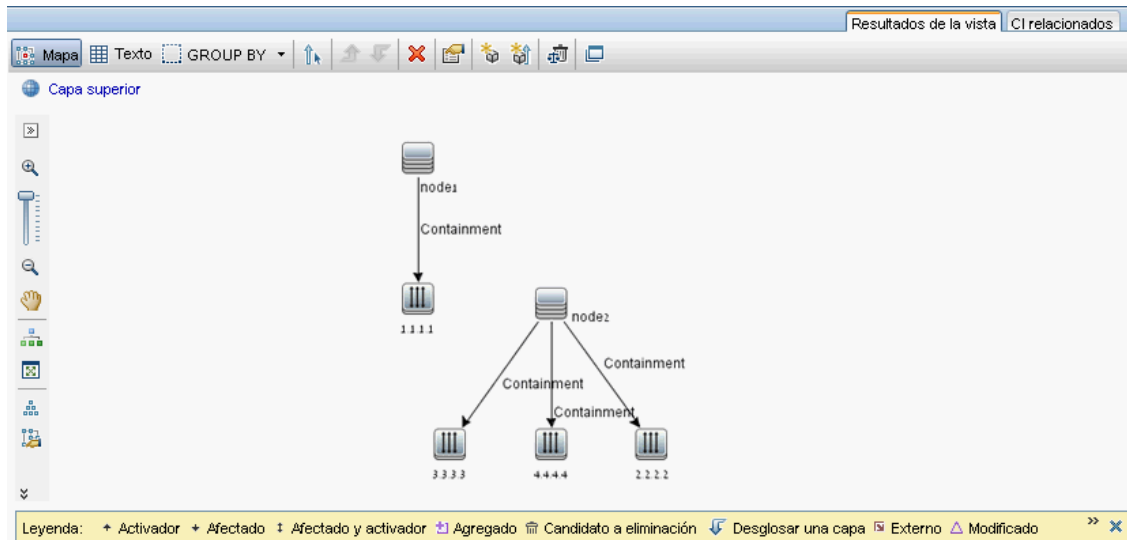 Resultados de la vista CI relacionados
Mapa Texto GROUP BY
Capa superior
node1
Containment
1.1.1.1
node2
Containment
Containment
Containment
3.3.3.3 4.4.4.4 2.2.2.2
Leyenda: Activador Afectado Afectado y activador Agregado Candidato a eliminación Desglosar una capa Externo Modificado